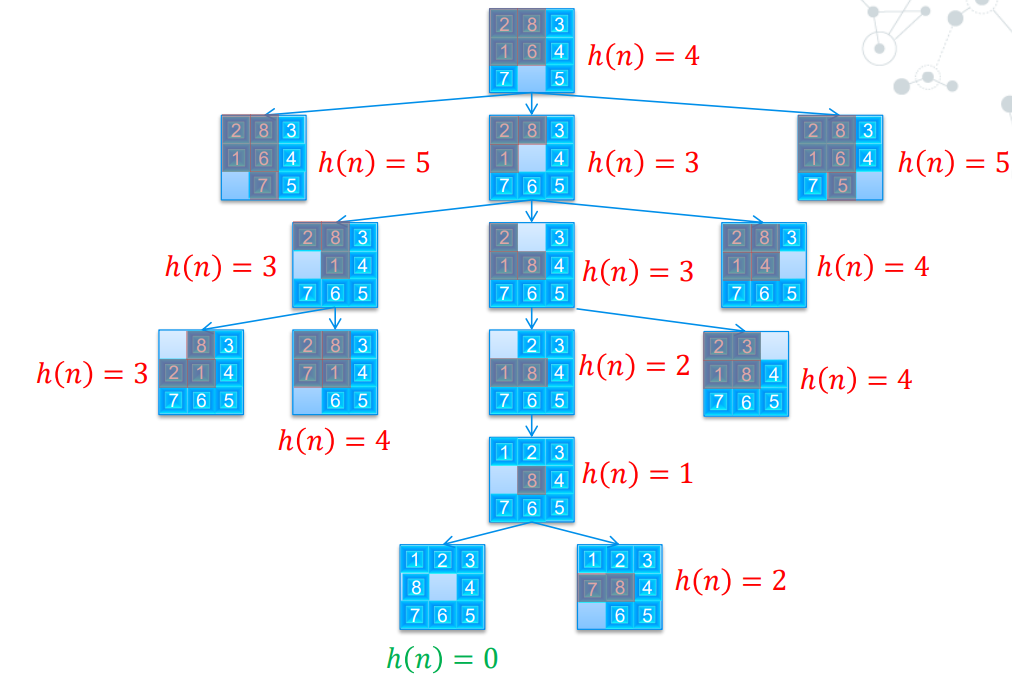 2 8 3
1 6 4
7 5
h(n) = 4
2 8 3
1 6 4
7 5
h(n) = 5
2 8 3
1 4
7 6 5
h(n) = 3
2 8 3
1 6 4
7 5
h(n) = 5
h(n) = 3
2 8 3
1 4
7 6 5
2 3
1 8 4
7 6 5
h(n) = 3
2 8 3
1 4
7 6 5
h(n) = 4
h(n) = 3
8 3
2 1 4
7 6 5
2 8 3
7 1 4
6 5
h(n) = 4
2 3
1 8 4
7 6 5
h(n) = 2
2 3
1 8 4
7 6 5
h(n) = 4
1 2 3
8 4
7 6 5
h(n) = 1
1 2 3
8 4
7 6 5
h(n) = 0
1 2 3
7 8 4
6 5
h(n) = 2